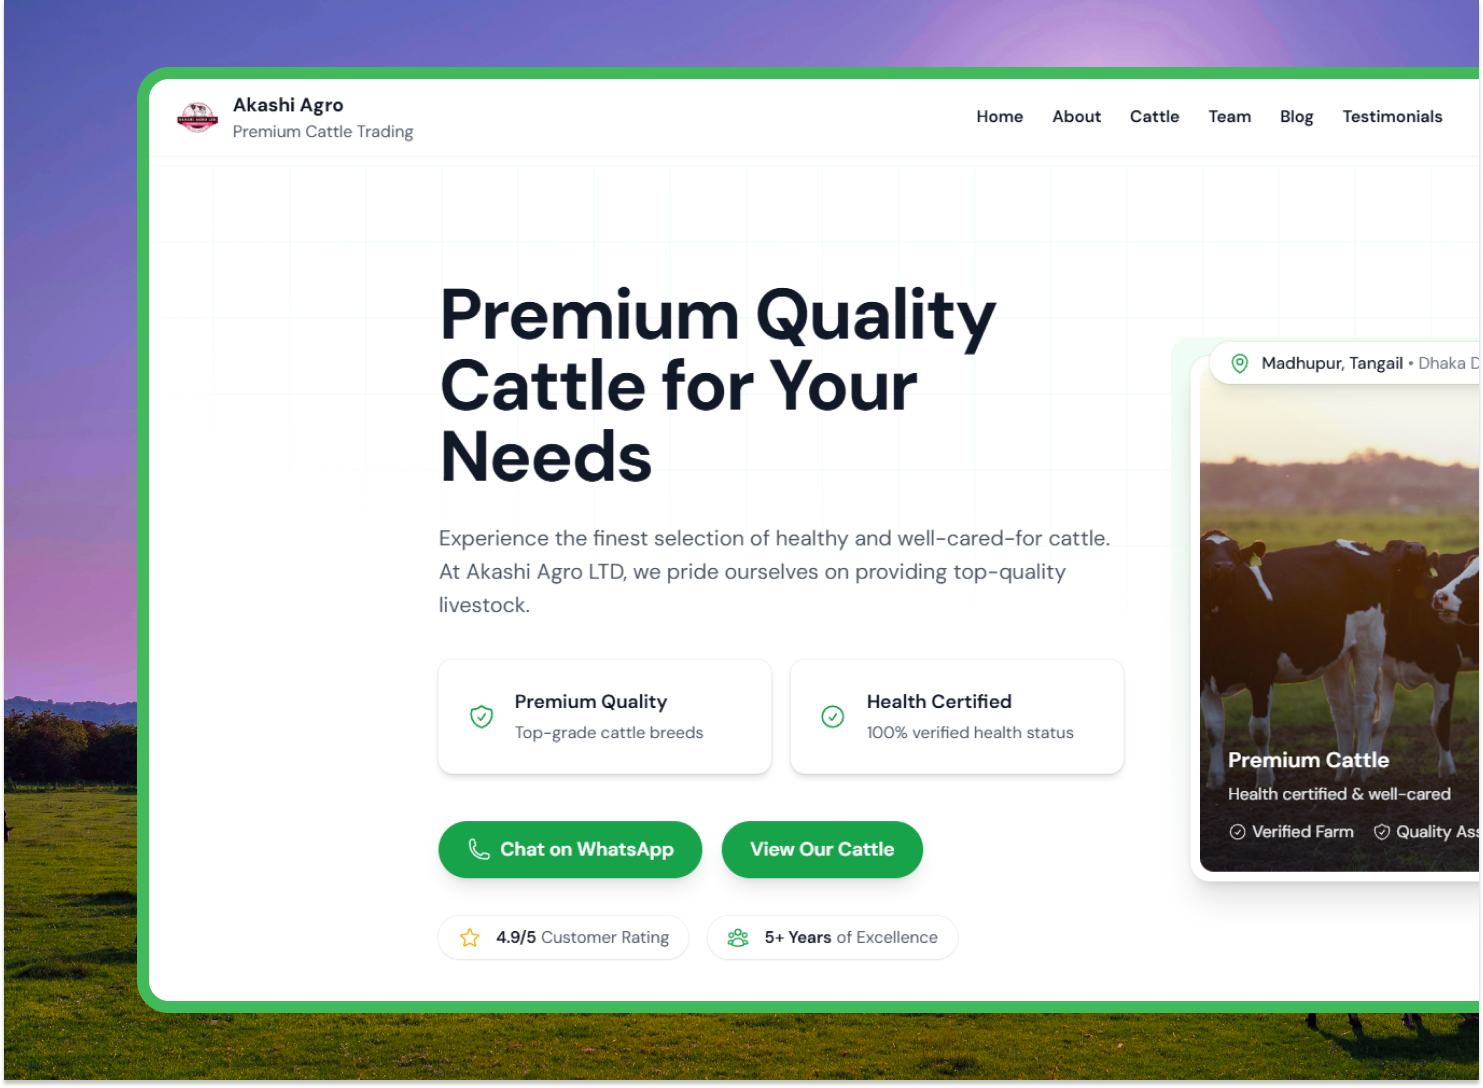 Akashi Agro
Premium Cattle Trading
Home About Cattle Team Blog Testimonials
Premium Quality
Cattle for Your
Needs
Experience the finest selection of healthy and well-cared-for cattle.
At Akashi Agro LTD, we pride ourselves on providing top-quality
livestock.
Premium Quality
Top-grade cattle breeds
Health Certified
100% verified health status
Chat on WhatsApp
View Our Cattle
4.9/5 Customer Rating
5+ Years of Excellence
Madhupur, Tangail • Dhaka D
Premium Cattle
Health certified & well-cared
Verified Farm
Quality Ass